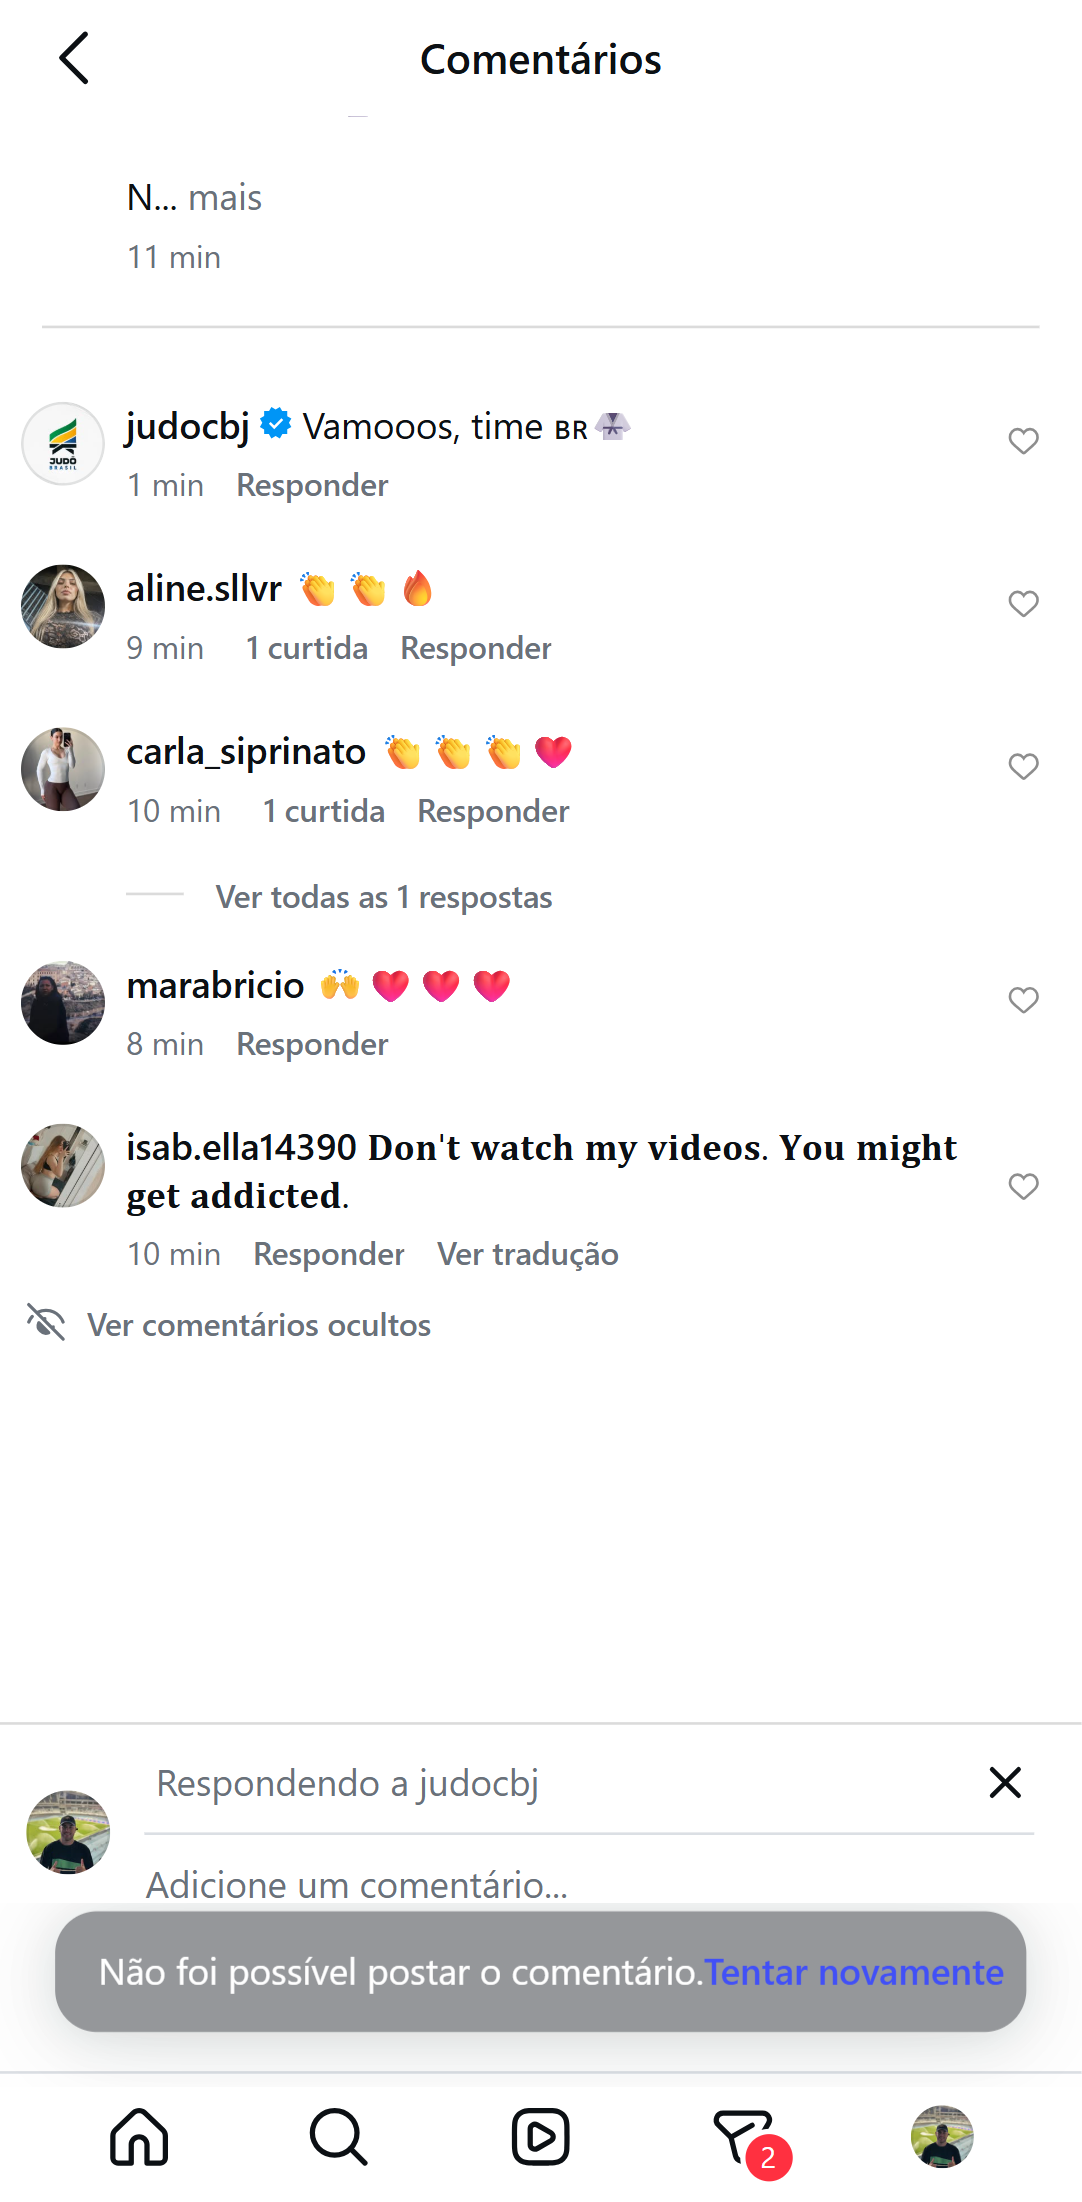 Comentários
N... mais
11 min
judocbj Vamooos, time BR🥋
1 min Responder
aline.sllvr 👏👏🔥
9 min 1 curtida Responder
carla_siprinato 👏👏👏❤️
10 min 1 curtida Responder
Ver todas as 1 respostas
marabricio 🙌❤️❤️❤️
8 min Responder
isab.ella14390 Don't watch my videos. You might
get addicted.
10 min Responder Ver tradução
Ver comentários ocultos
Respondendo a judocbj
Adicione um comentário...
Não foi possível postar o comentário.Tentar novamente
2
JUDÔ
BRASIL